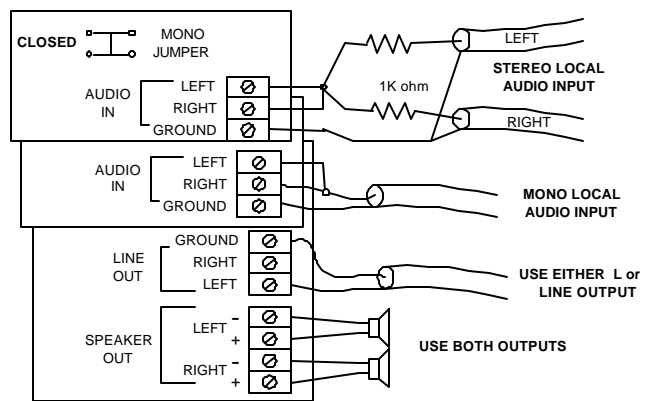 CLOSED
MONO
JUMPER
AUDIO
IN
LEFT
RIGHT
GROUND
1K ohm
LEFT
RIGHT
STEREO LOCAL
AUDIO INPUT
AUDIO
IN
LEFT
RIGHT
GROUND
MONO LOCAL
AUDIO INPUT
LINE
OUT
GROUND
RIGHT
LEFT
USE EITHER L or
LINE OUTPUT
SPEAKER
OUT
LEFT
-
+
RIGHT
-
+
USE BOTH OUTPUTS